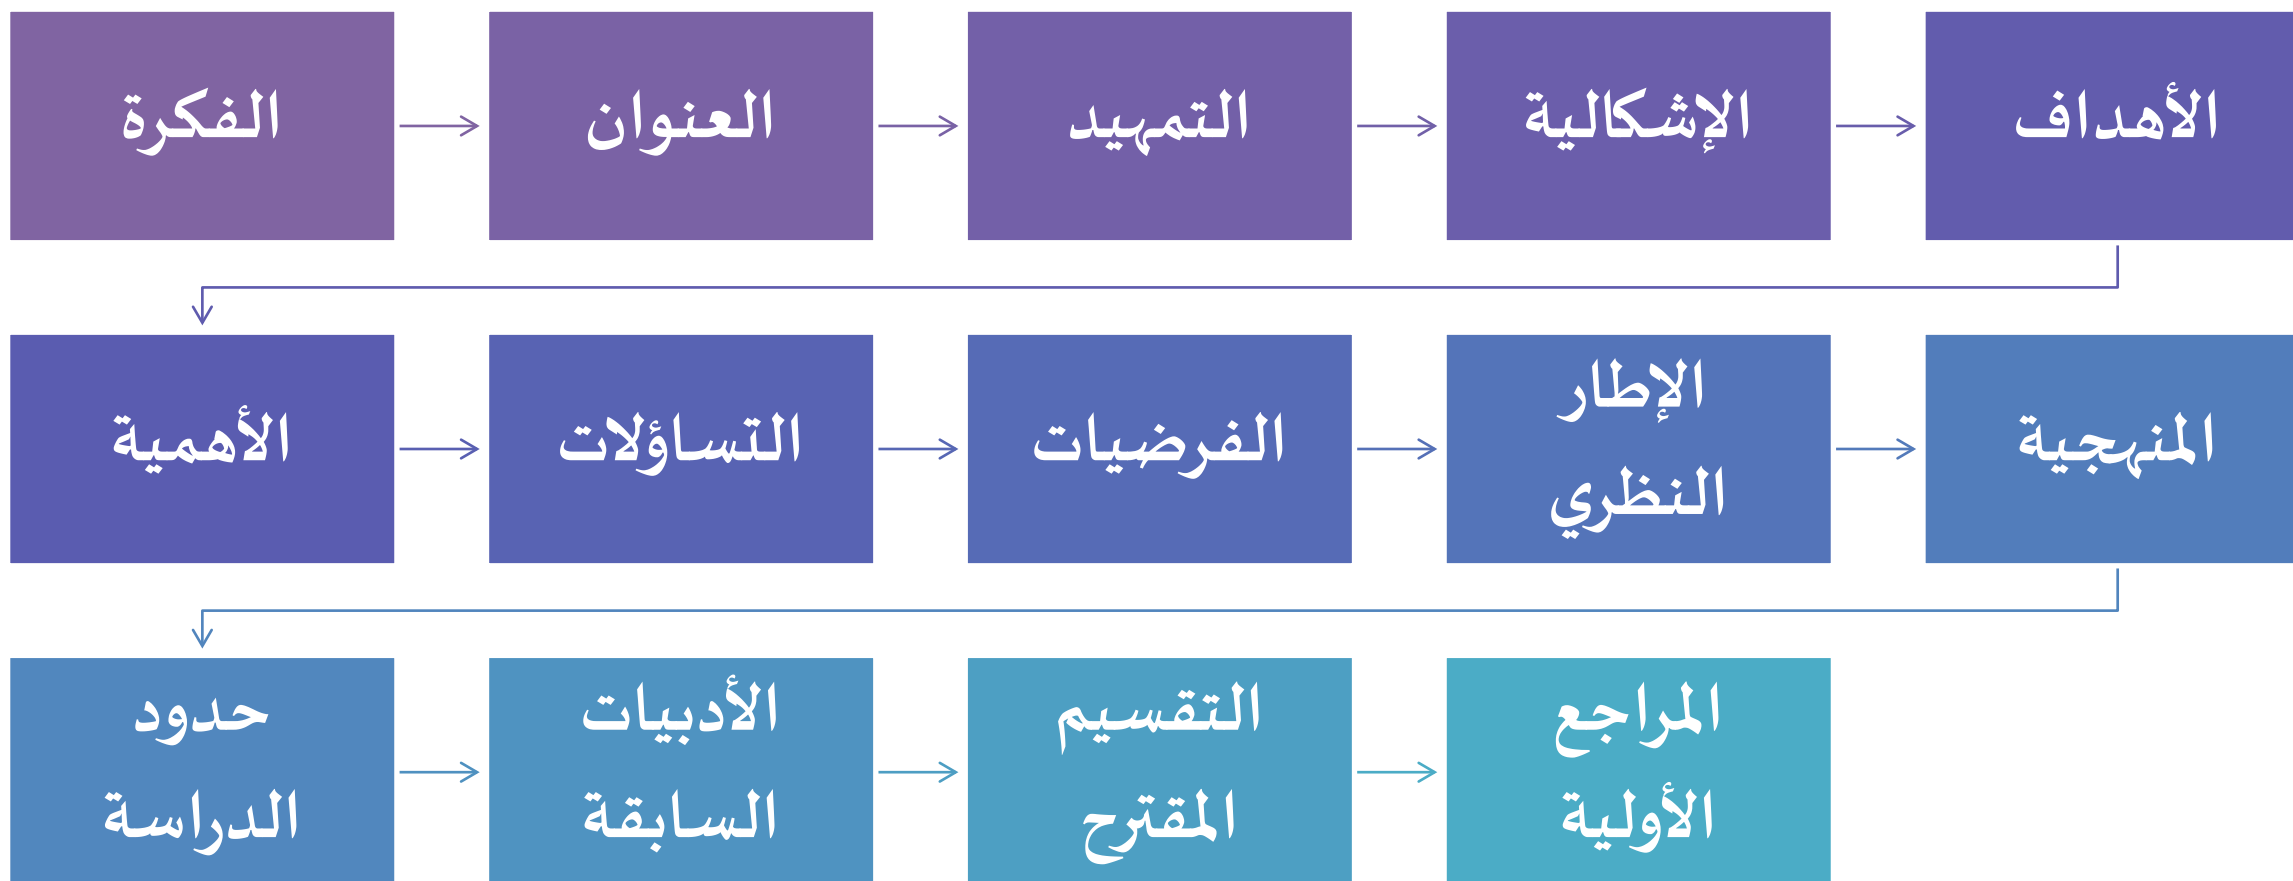 الفكرة
العنوان
التمهيد
الإشكالية
الأهداف
الأهمية
التساؤلات
الفرضيات
الإطار
النظري
المنهجية
حدود
الدراسة
الأدبيات
السابقة
التقسيم
المقترح
المراجع
الأولية